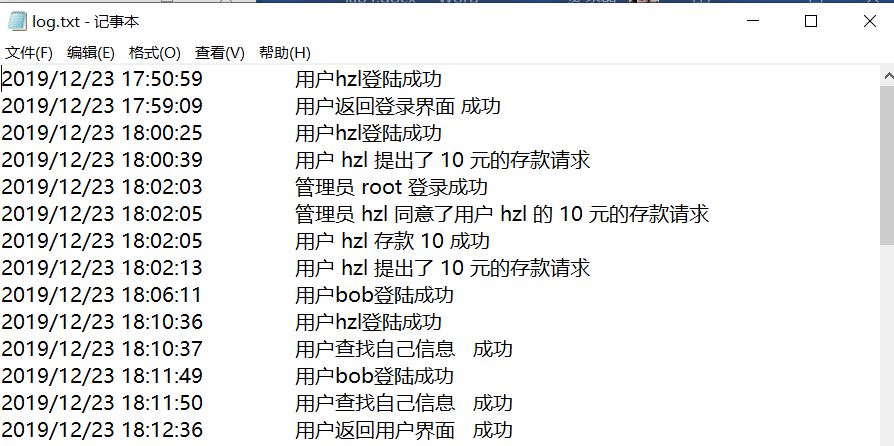 log.txt - 记事本
文件(F) 编辑(E) 格式(O) 查看(V) 帮助(H)
2019/12/23 17:50:59 用户hzl登陆成功
2019/12/23 17:59:09 用户返回登录界面 成功
2019/12/23 18:00:25 用户hzl登陆成功
2019/12/23 18:00:39 用户 hzl 提出了 10 元的存款请求
2019/12/23 18:02:03 管理员 root 登录成功
2019/12/23 18:02:05 管理员 hzl 同意了用户 hzl 的 10 元的存款请求
2019/12/23 18:02:05 用户 hzl 存款 10 成功
2019/12/23 18:02:13 用户 hzl 提出了 10 元的存款请求
2019/12/23 18:06:11 用户bob登陆成功
2019/12/23 18:10:36 用户hzl登陆成功
2019/12/23 18:10:37 用户查找自己信息 成功
2019/12/23 18:11:49 用户bob登陆成功
2019/12/23 18:11:50 用户查找自己信息 成功
2019/12/23 18:12:36 用户返回用户界面 成功